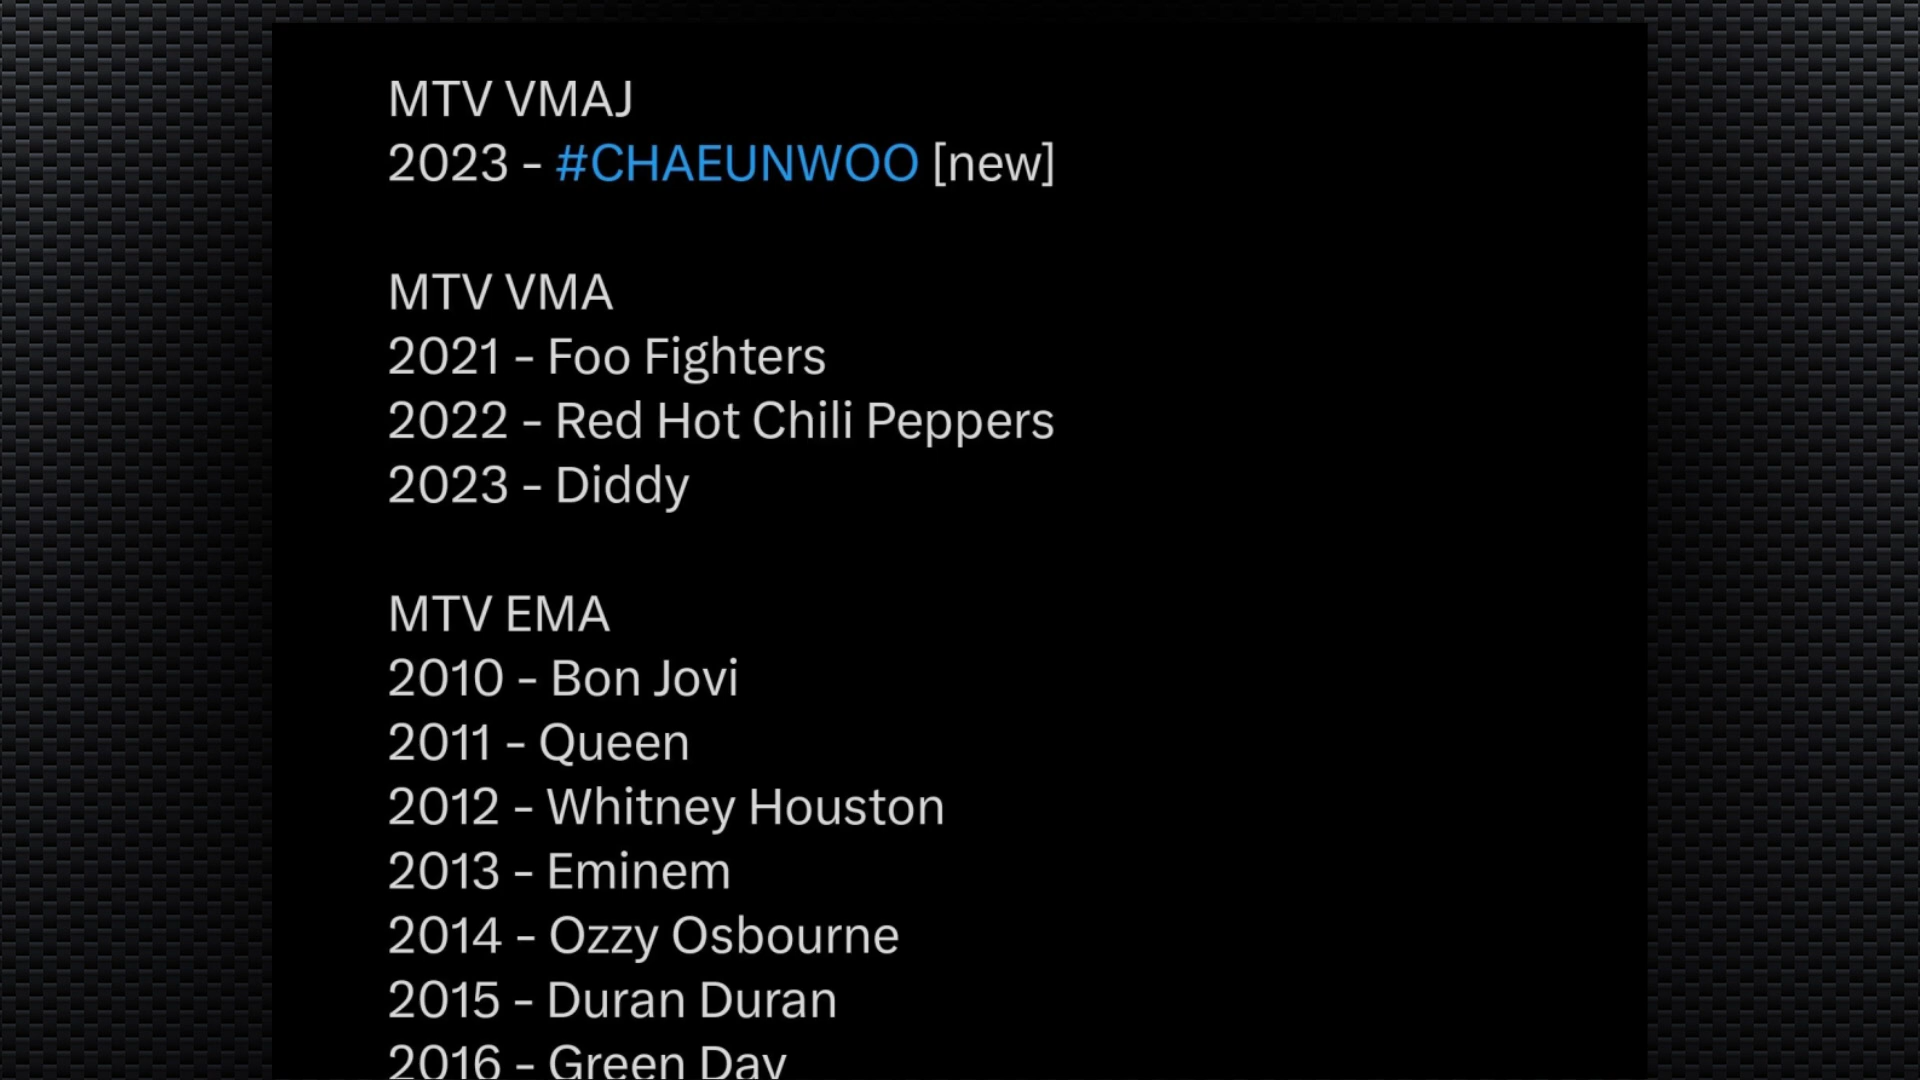 MTV VMAJ
2023 - #CHAEUNWOO [new]
MTV VMA
2021 - Foo Fighters
2022 - Red Hot Chili Peppers
2023 - Diddy
MTV EMA
2010 - Bon Jovi
2011 - Queen
2012 - Whitney Houston
2013 - Eminem
2014 - Ozzy Osbourne
2015 - Duran Duran
2016 - Green Day